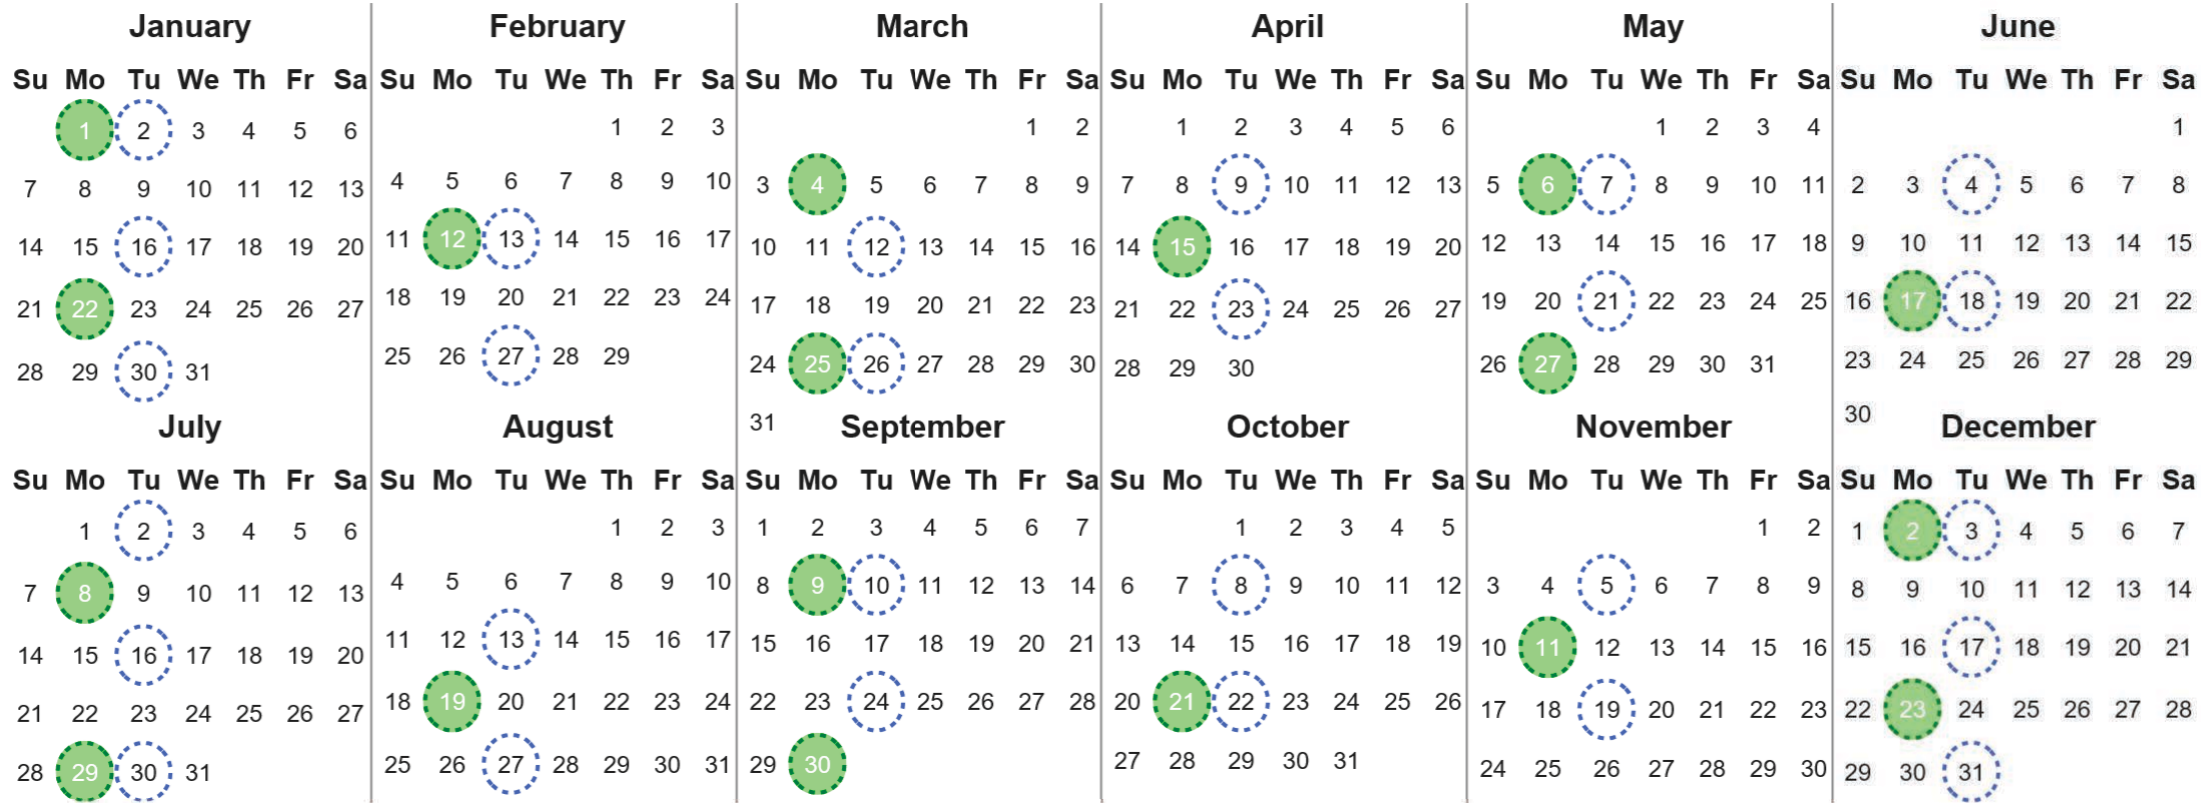 January February March April May June
Su Mo Tu We Th Fr Sa Su Mo Tu We Th Fr Sa Su Mo Tu We Th Fr Sa Su Mo Tu We Th Fr Sa Su Mo Tu We Th Fr Sa Su Mo Tu We Th Fr Sa
1 2 3 4 5 6 1 2 3 1 2 1 2 3 4 5 6 1 2 3 4 1
7 8 9 10 11 12 13 4 5 6 7 8 9 10 3 4 5 6 7 8 9 7 8 9 10 11 12 13 5 6 7 8 9 10 11 2 3 4 5 6 7 8
14 15 16 17 18 19 20 11 12 13 14 15 16 17 10 11 12 13 14 15 16 14 15 16 17 18 19 20 12 13 14 15 16 17 18 9 10 11 12 13 14 15
21 22 23 24 25 26 27 18 19 20 21 22 23 24 17 18 19 20 21 22 23 21 22 23 24 25 26 27 19 20 21 22 23 24 25 16 17 18 19 20 21 22
28 29 30 31 25 26 27 28 29 24 25 26 27 28 29 30 28 29 30 26 27 28 29 30 31 23 24 25 26 27 28 29
31 30
July August September October November December
Su Mo Tu We Th Fr Sa Su Mo Tu We Th Fr Sa Su Mo Tu We Th Fr Sa Su Mo Tu We Th Fr Sa Su Mo Tu We Th Fr Sa Su Mo Tu We Th Fr Sa
1 2 3 4 5 6 1 2 3 1 2 3 4 5 6 7 1 2 3 4 5 1 2 1 2 3 4 5 6 7
7 8 9 10 11 12 13 4 5 6 7 8 9 10 8 9 10 11 12 13 14 6 7 8 9 10 11 12 3 4 5 6 7 8 9 8 9 10 11 12 13 14
14 15 16 17 18 19 20 11 12 13 14 15 16 17 15 16 17 18 19 20 21 13 14 15 16 17 18 19 10 11 12 13 14 15 16 15 16 17 18 19 20 21
21 22 23 24 25 26 27 18 19 20 21 22 23 24 22 23 24 25 26 27 28 20 21 22 23 24 25 26 17 18 19 20 21 22 23 22 23 24 25 26 27 28
28 29 30 31 25 26 27 28 29 30 31 29 30 27 28 29 30 31 24 25 26 27 28 29 30 29 30 31